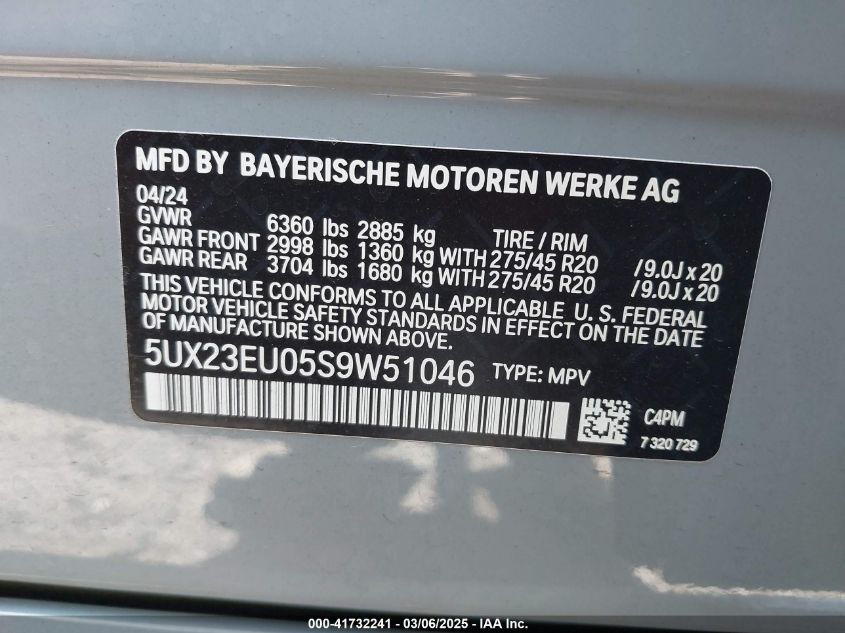 MFD BY BAYERISCHE MOTOREN WERKE AG
04/24
GVWR 6360 lbs 2885 kg TIRE / RIM
GAWR FRONT 2998 lbs 1360 kg WITH 275/45 R20 /9.0J x 20
GAWR REAR 3704 lbs 1680 kg WITH 275/45 R20 /9.0J x 20
THIS VEHICLE CONFORMS TO ALL APPLICABLE U. S. FEDERAL
MOTOR VEHICLE SAFETY STANDARDS IN EFFECT ON THE DATE
OF MANUFACTURE SHOWN ABOVE.
5UX23EU05S9W51046 TYPE: MPV
C4PM
7 320 729
000-41732241 - 03/06/2025 - IAA Inc.